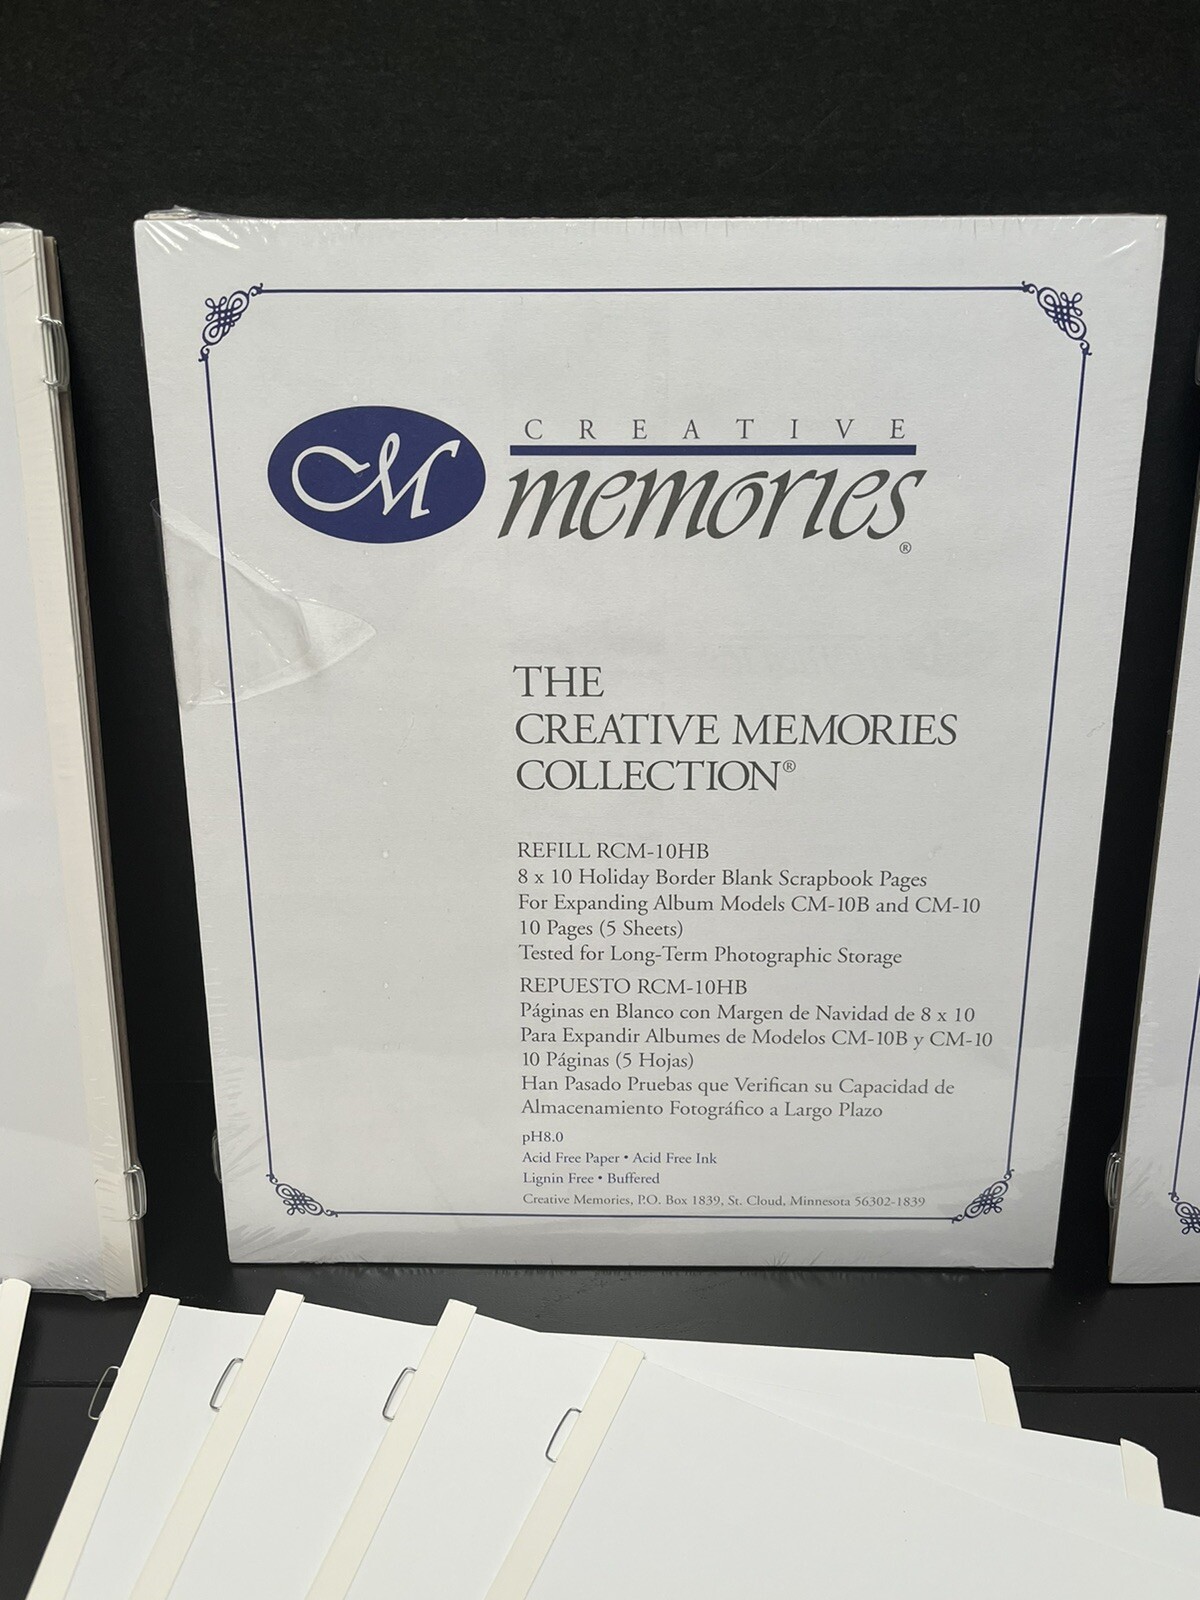 M
CREATIVE
memories®
THE
CREATIVE MEMORIES
COLLECTION®
REFILL RCM-10HB
8 x 10 Holiday Border Blank Scrapbook Pages
For Expanding Album Models CM-10B and CM-10
10 Pages (5 Sheets)
Tested for Long-Term Photographic Storage
REPUESTO RCM-10HB
Páginas en Blanco con Margen de Navidad de 8 x 10
Para Expandir Albumes de Modelos CM-10B y CM-10
10 Páginas (5 Hojas)
Han Pasado Pruebas que Verifican su Capacidad de
Almacenamiento Fotográfico a Largo Plazo
pH8.0
Acid Free Paper • Acid Free Ink
Lignin Free • Buffered
Creative Memories, P.O. Box 1839, St. Cloud, Minnesota 56302-1839